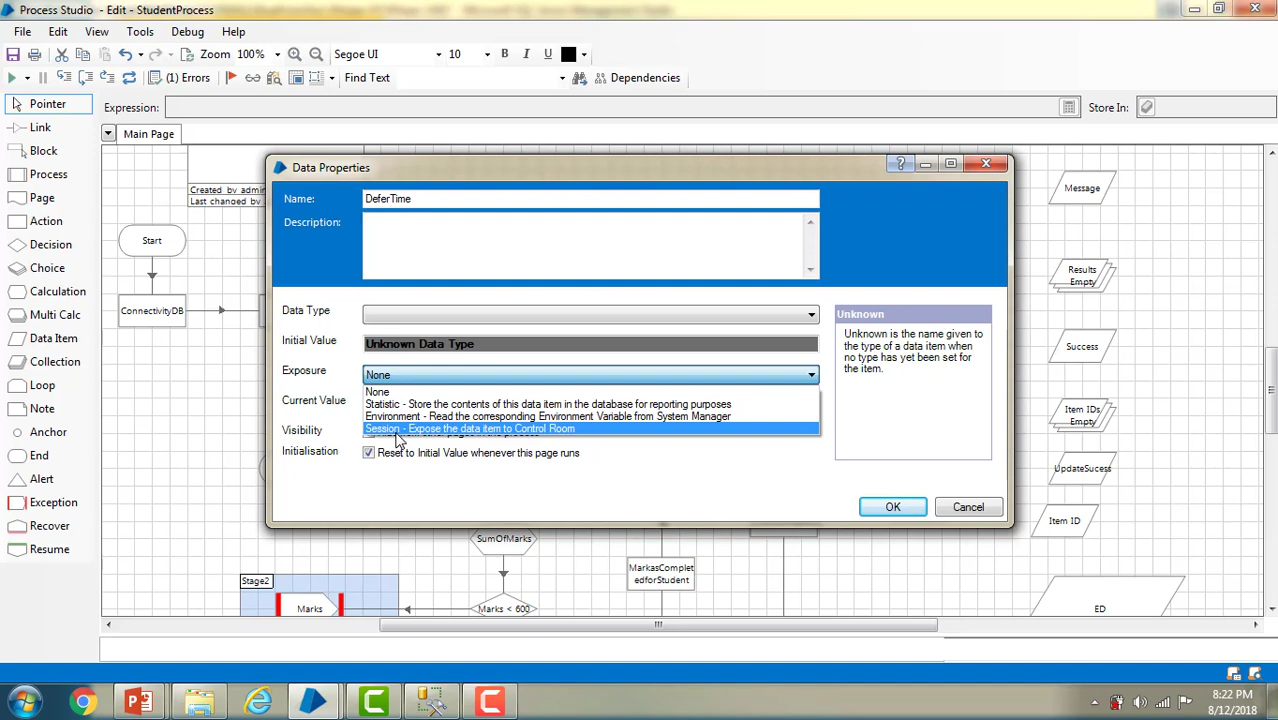 Process Studio - Edit - StudentProcess
File Edit View Tools Debug Help
Zoom 100% Segoe UI 10 B I U
(1) Errors Find Text Dependencies
Pointer
Link
Block
Process
Page
Action
Decision
Choice
Calculation
Multi Calc
Data Item
Collection
Loop
Note
Anchor
End
Alert
Exception
Recover
Resume
Expression: Store In:
Main Page
Created by admin
Last changed by
Start
ConnectivityDB
Data Properties
Name: DeferTime
Description:
Data Type
Initial Value Unknown Data Type
Exposure None
None
Statistic - Store the contents of this data item in the database for reporting purposes
Environment - Read the corresponding Environment Variable from System Manager
Session - Expose the data item to Control Room
Current Value
Visibility
Initialisation Reset to Initial Value whenever this page runs
Unknown
Unknown is the name given
to the type of a data item when
no type has yet been set for
the item.
OK Cancel
Message
Results
Empty
Success
Item IDs
Empty
UpdateSucess
Item ID
ED
SumOfMarks
MarkasComplet
edforStudent
Stage2
Marks
Marks < 600
8:22 PM
8/12/2018